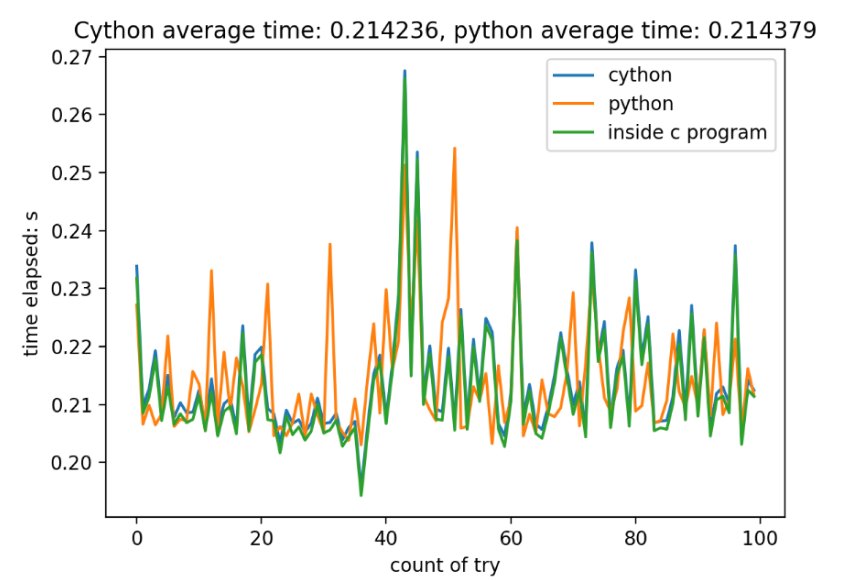 Cython average time: 0.214236, python average time: 0.214379
0.27
0.26
0.25
0.24
0.23
0.22
0.21
0.20
time elapsed: s
cython
python
inside c program
0 20 40 60 80 100
count of try